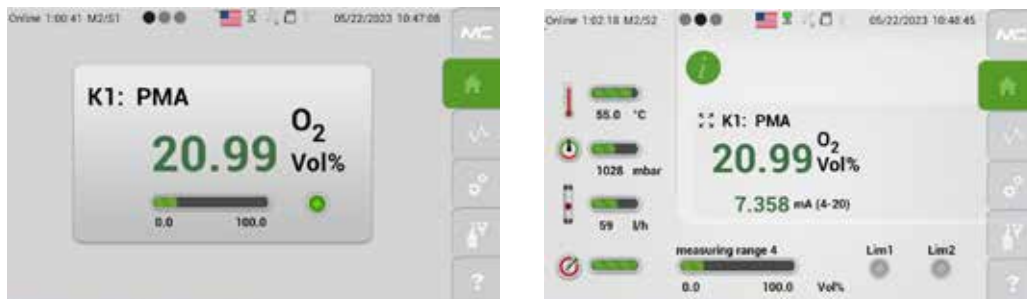 Online 1:00:41 M2/S1
05/22/2023 10:47:08
MC
K1: PMA
20.99 O2 Vol%
0.0 100.0
?
Online 1:02:18 M2/S2
05/22/2023 10:48:45
MC
i
55.0 °C
K1: PMA
1028 mbar
20.99 O2 Vol%
59 l/h
7.358 mA (4-20)
measuring range 4
Lim1 Lim2
0.0 100.0 Vol%
?